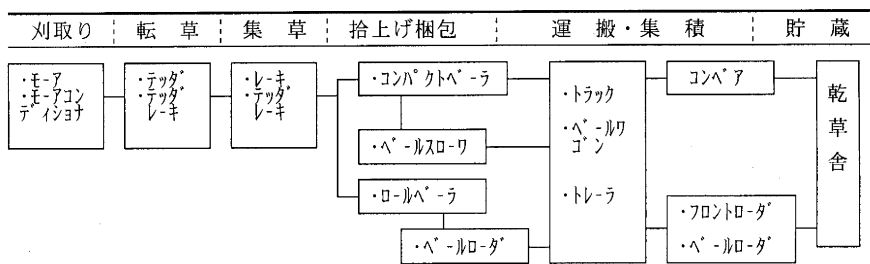 刈取り 転草 集草 拾上げ梱包 運搬・集積 貯蔵
・モーア
・モーアコン
ディショナ
・テッダ
・テッダ
レーキ
・レーキ
・テッダ
レーキ
・コンパクトベーラ
・ベールスローワ
・ロールベーラ
・ベールローダ
・トラック
・ベールワ
ゴン
・トレーラ
コンベア
・フロントローダ
・ベールローダ
乾草舎